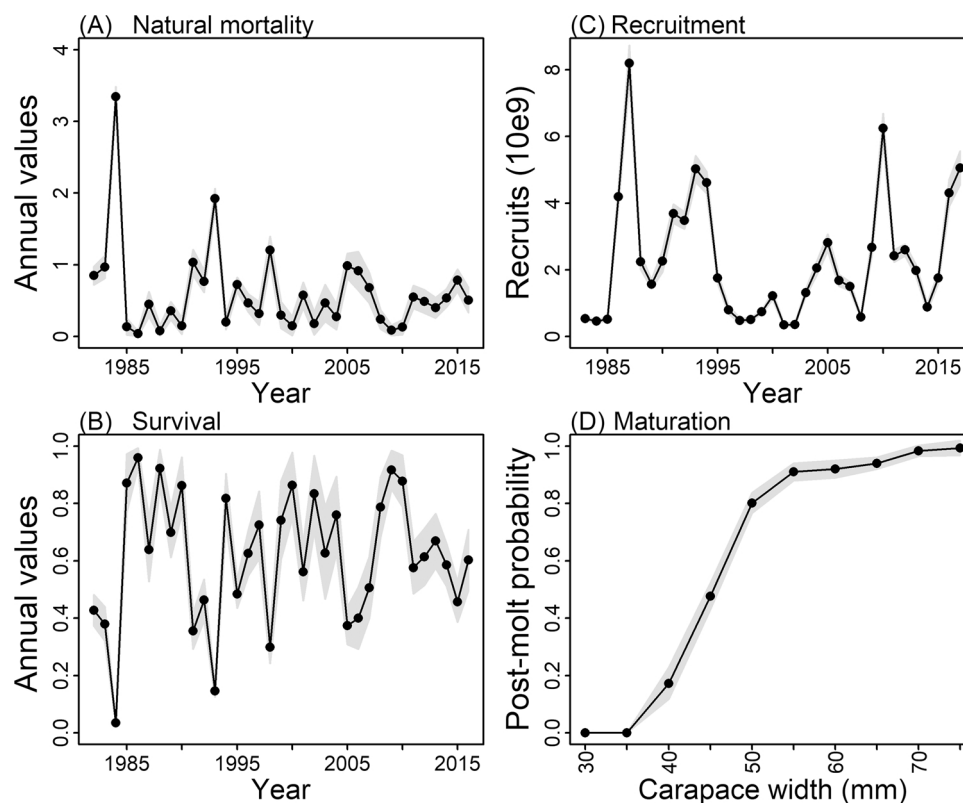 (A) Natural mortality
Annual values
4
3
2
1
0
1985 1995 2005 2015
Year
(C) Recruitment
Recruits (10e9)
8
6
4
2
0
1985 1995 2005 2015
Year
(B) Survival
Annual values
1.0
0.8
0.6
0.4
0.2
0.0
1985 1995 2005 2015
Year
(D) Maturation
Post-molt probability
1.0
0.8
0.6
0.4
0.2
0.0
30 40 50 60 70
Carapace width (mm)